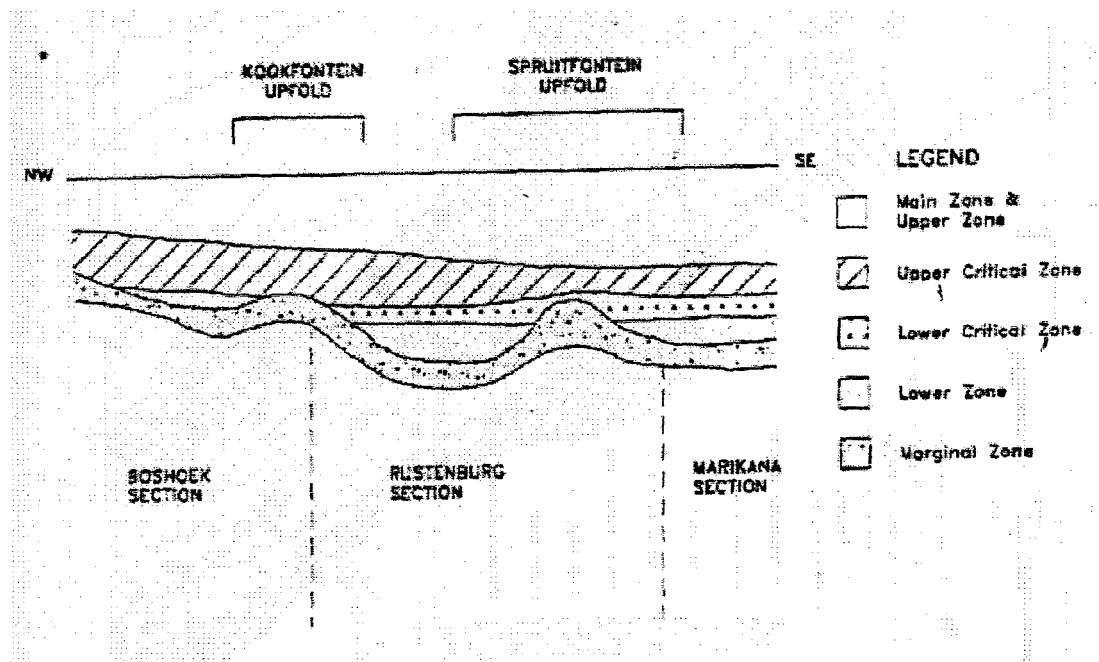 KOOKFONTEIN
UPFOLD
SPRUITFONTEIN
UPFOLD
NW
SE
LEGEND
Main Zone &
Upper Zone
Upper Critical Zone
Lower Critical Zone
Lower Zone
Marginal Zone
BOSHOEK
SECTION
RUSTENBURG
SECTION
MARIKANA
SECTION